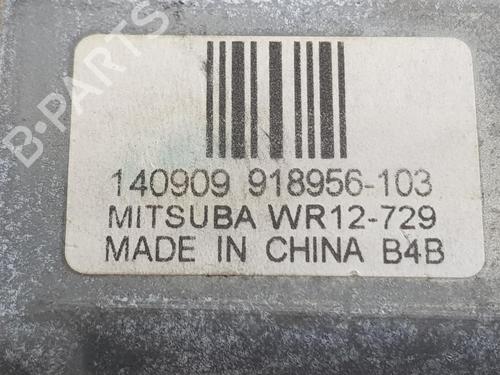 B-PARTS
140909 918956-103
MITSUBA WR12-729
MADE IN CHINA B4B